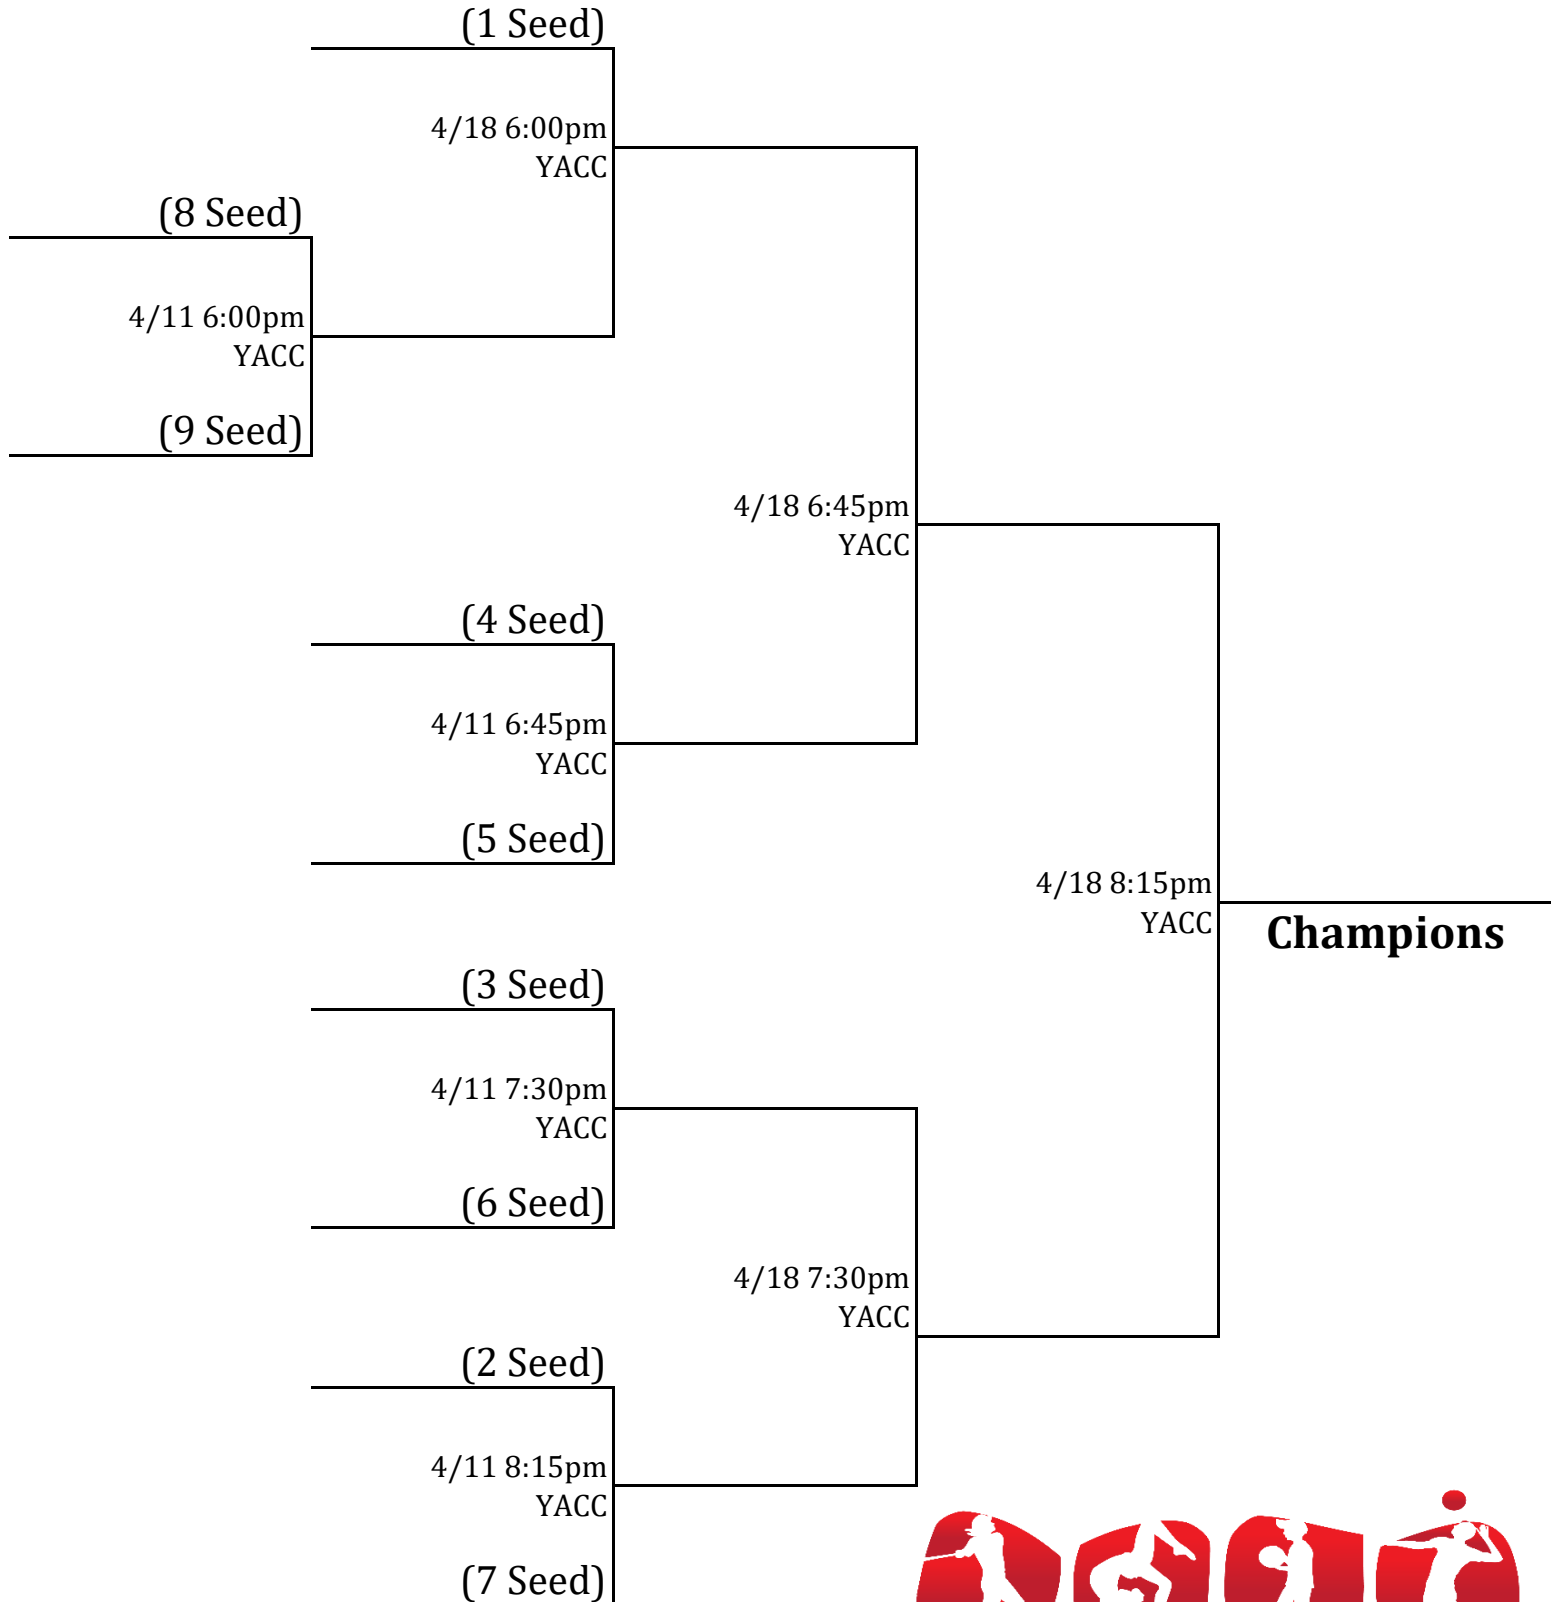 (1 Seed)
4/18 6:00pm
YACC
(8 Seed)
4/11 6:00pm
YACC
(9 Seed)
4/18 6:45pm
YACC
(4 Seed)
4/11 6:45pm
YACC
(5 Seed)
4/18 8:15pm
YACC
Champions
(3 Seed)
4/11 7:30pm
YACC
(6 Seed)
4/18 7:30pm
YACC
(2 Seed)
4/11 8:15pm
YACC
(7 Seed)